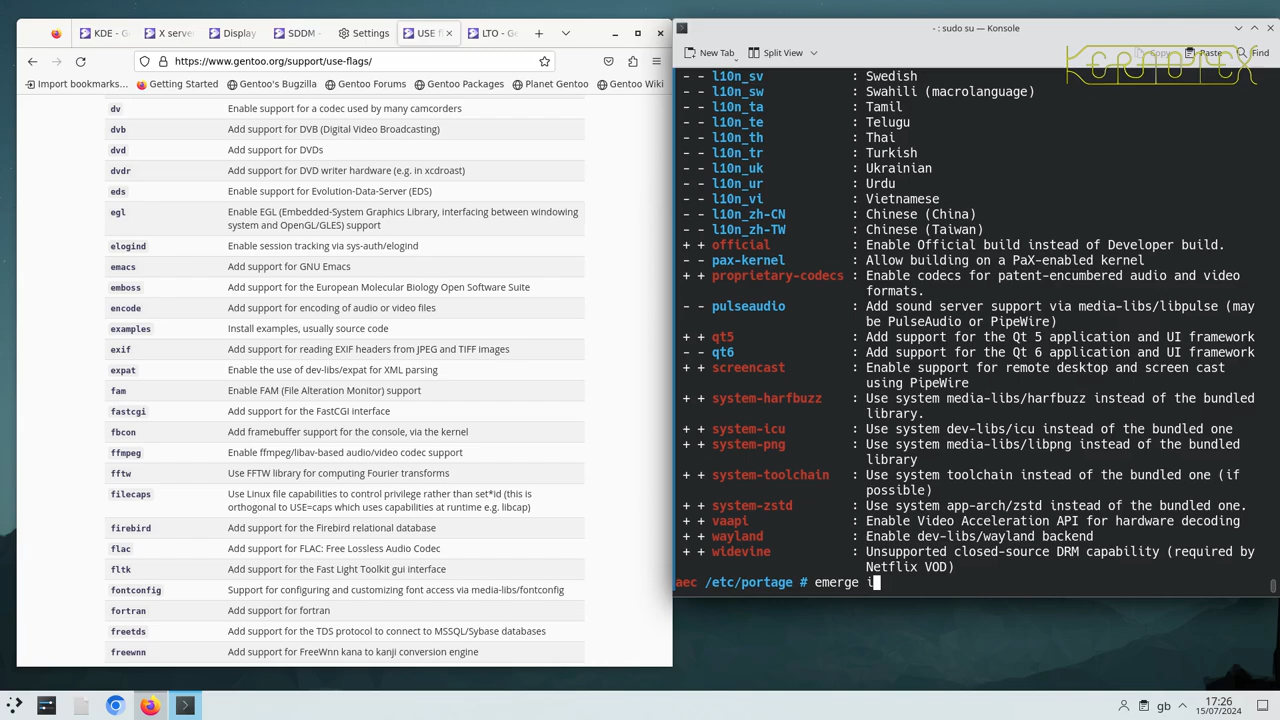 KDE - G
X serve
Display
SDDM -
Settings
USE f
LTO - G
https://www.gentoo.org/support/use-flags/
Import bookmarks...
Getting Started
Gentoo's Bugzilla
Gentoo Forums
Gentoo Packages
Planet Gentoo
Gentoo Wiki
dv Enable support for a codec used by many camcorders
dvb Add support for DVB (Digital Video Broadcasting)
dvd Add support for DVDs
dvdr Add support for DVD writer hardware (e.g. in xcdroast)
eds Enable support for Evolution-Data-Server (EDS)
egl Enable EGL (Embedded-System Graphics Library, interfacing between windowing
system and OpenGL/GLES) support
elogind Enable session tracking via sys-auth/elogind
emacs Add support for GNU Emacs
emboss Add support for the European Molecular Biology Open Software Suite
encode Add support for encoding of audio or video files
examples Install examples, usually source code
exif Add support for reading EXIF headers from JPEG and TIFF images
expat Enable the use of dev-libs/expat for XML parsing
fam Enable FAM (File Alteration Monitor) support
fastcgi Add support for the FastCGI interface
fbcon Add framebuffer support for the console, via the kernel
ffmpeg Enable ffmpeg/libav-based audio/video codec support
fftw Use FFTW library for computing Fourier transforms
filecaps Use Linux file capabilities to control privilege rather than set*id (this is
orthogonal to USE=caps which uses capabilities at runtime e.g. libcap)
firebird Add support for the Firebird relational database
flac Add support for FLAC: Free Lossless Audio Codec
fltk Add support for the Fast Light Toolkit gui interface
fontconfig Support for configuring and customizing font access via media-libs/fontconfig
fortran Add support for fortran
freetds Add support for the TDS protocol to connect to MSSQL/Sybase databases
freewnn Add support for FreeWnn kana to kanji conversion engine
- : sudo su — Konsole
New Tab
Split View
Copy
Paste
Find
KEROPLEX
- - l10n_sv : Swedish
- - l10n_sw : Swahili (macrolanguage)
- - l10n_ta : Tamil
- - l10n_te : Telugu
- - l10n_th : Thai
- - l10n_tr : Turkish
- - l10n_uk : Ukrainian
- - l10n_ur : Urdu
- - l10n_vi : Vietnamese
- - l10n_zh-CN : Chinese (China)
- - l10n_zh-TW : Chinese (Taiwan)
+ + official : Enable Official build instead of Developer build.
- - pax-kernel : Allow building on a PaX-enabled kernel
+ + proprietary-codecs : Enable codecs for patent-encumbered audio and video
formats.
- - pulseaudio : Add sound server support via media-libs/libpulse (may
be PulseAudio or PipeWire)
+ + qt5 : Add support for the Qt 5 application and UI framework
- - qt6 : Add support for the Qt 6 application and UI framework
+ + screencast : Enable support for remote desktop and screen cast
using PipeWire
+ + system-harfbuzz : Use system media-libs/harfbuzz instead of the bundled
library.
+ + system-icu : Use system dev-libs/icu instead of the bundled one
+ + system-png : Use system media-libs/libpng instead of the bundled
library
+ + system-toolchain : Use system toolchain instead of the bundled one (if
possible)
+ + system-zstd : Use system app-arch/zstd instead of the bundled one.
+ + vaapi : Enable Video Acceleration API for hardware decoding
+ + wayland : Enable dev-libs/wayland backend
+ + widevine : Unsupported closed-source DRM capability (required by
Netflix VOD)
aec /etc/portage # emerge i
gb
17:26
15/07/2024